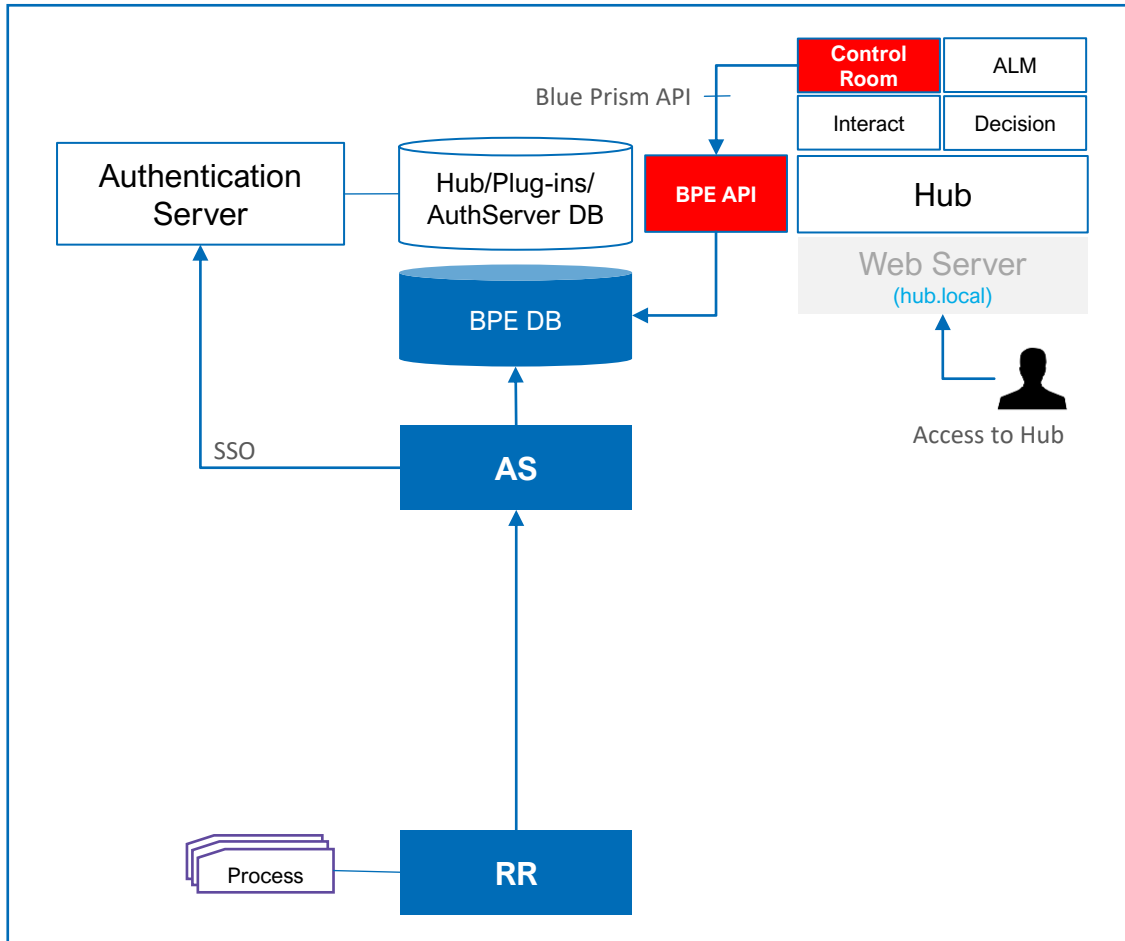 Control
Room
ALM
Blue Prism API
Interact
Decision
Authentication
Server
Hub/Plug-ins/
AuthServer DB
BPE API
Hub
Web Server
(hub.local)
BPE DB
Access to Hub
SSO
AS
Process
RR